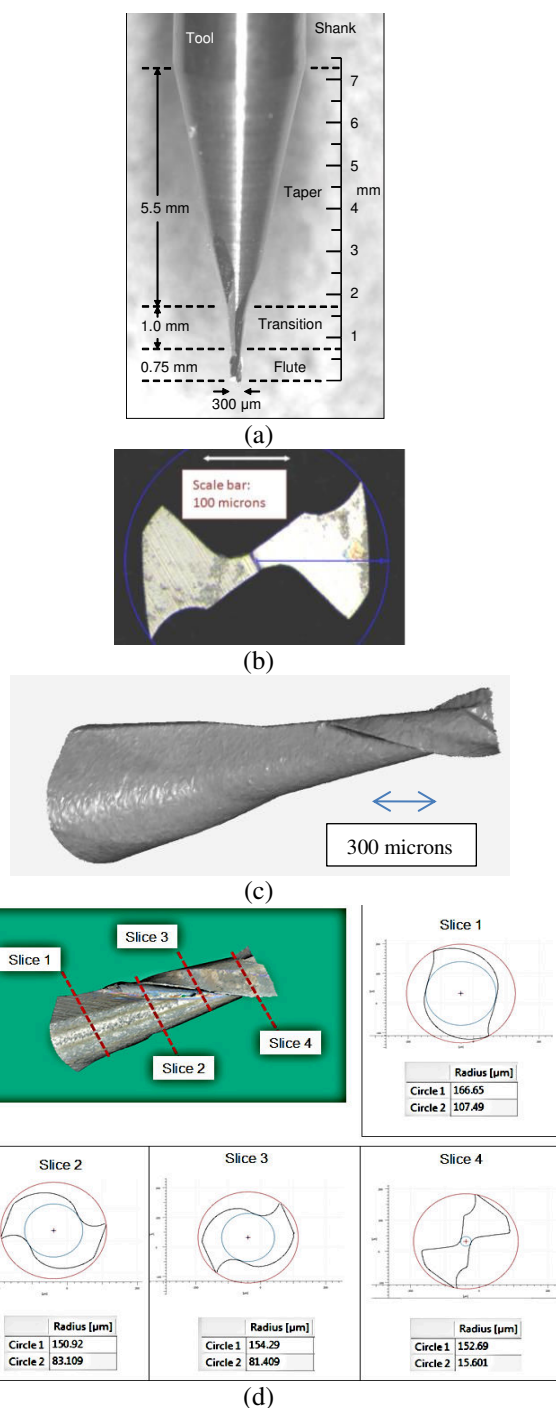 Tool
Shank
7
6
5
4
3
2
1
mm
Taper
5.5 mm
1.0 mm
Transition
0.75 mm
Flute
300 µm
(a)
Scale bar:
100 microns
(b)
300 microns
(c)
Slice 1
Slice 3
Slice 2
Slice 4
Slice 1
Radius [µm]
Circle 1 166.65
Circle 2 107.49
Slice 2
Radius [µm]
Circle 1 150.92
Circle 2 83.109
Slice 3
Radius [µm]
Circle 1 154.29
Circle 2 81.409
Slice 4
Radius [µm]
Circle 1 152.69
Circle 2 15.601
(d)